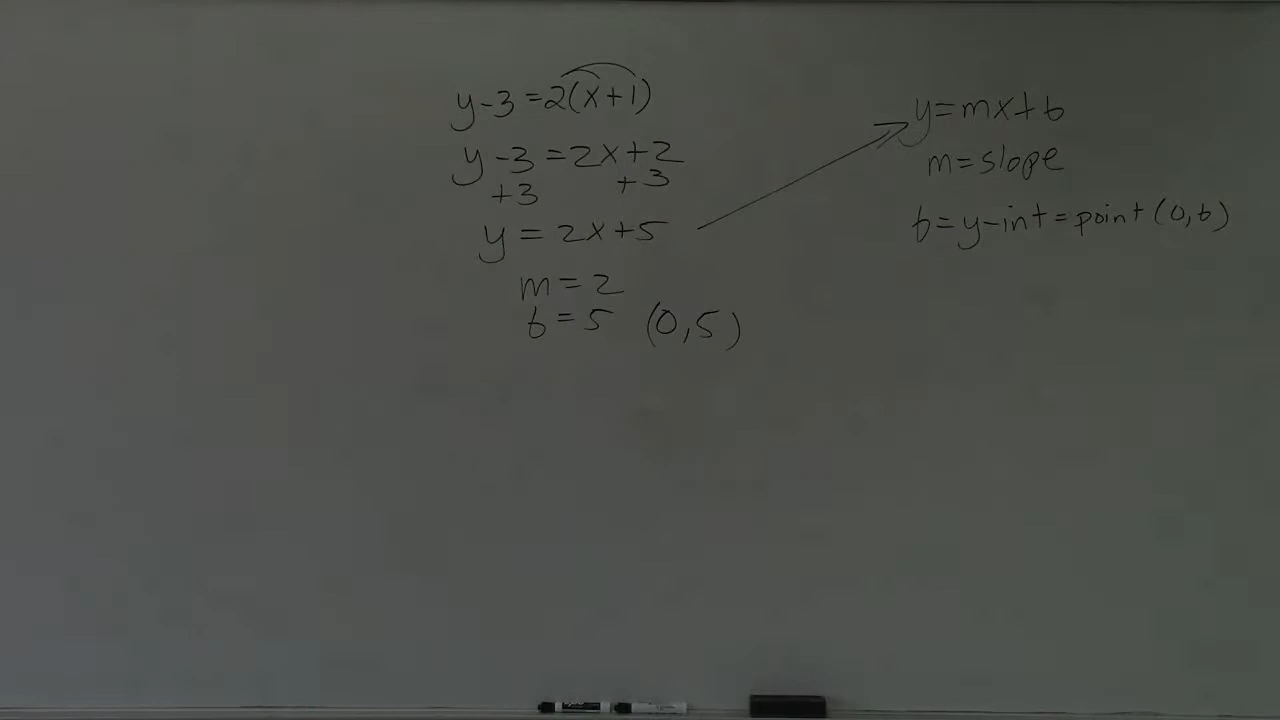 y-3=2(x+1)
y-3=2x+2
+3 +3
y=2x+5
m=2
b=5 (0,5)
y=mx+b
m=slope
b=y-int=point (0,b)